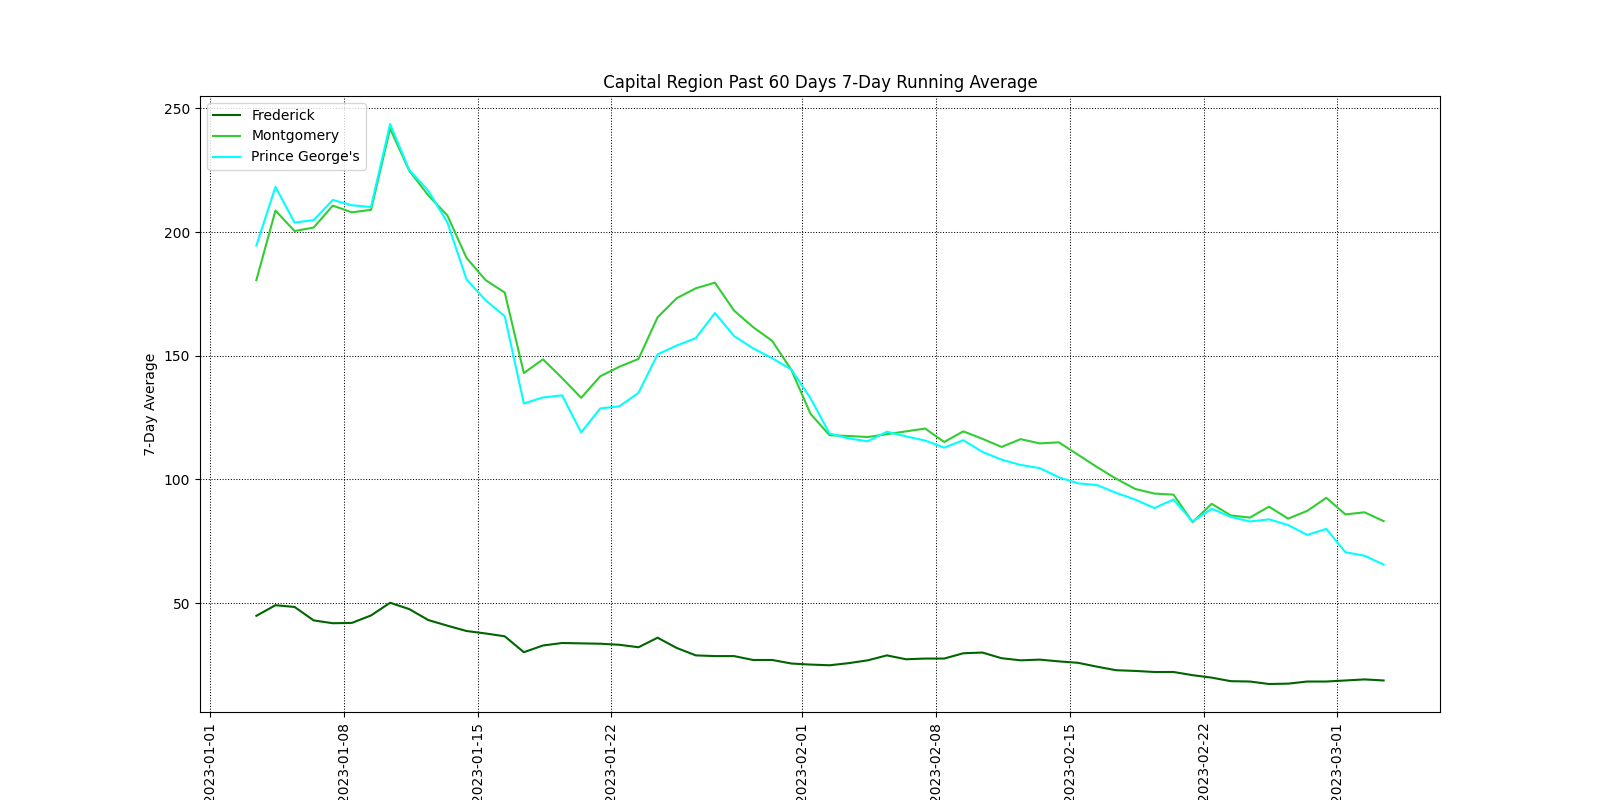 Capital Region Past 60 Days 7-Day Running Average
250
200
150
100
50
7-Day Average
Frederick
Montgomery
Prince George's
2023-01-01
2023-01-08
2023-01-15
2023-01-22
2023-02-01
2023-02-08
2023-02-15
2023-02-22
2023-03-01